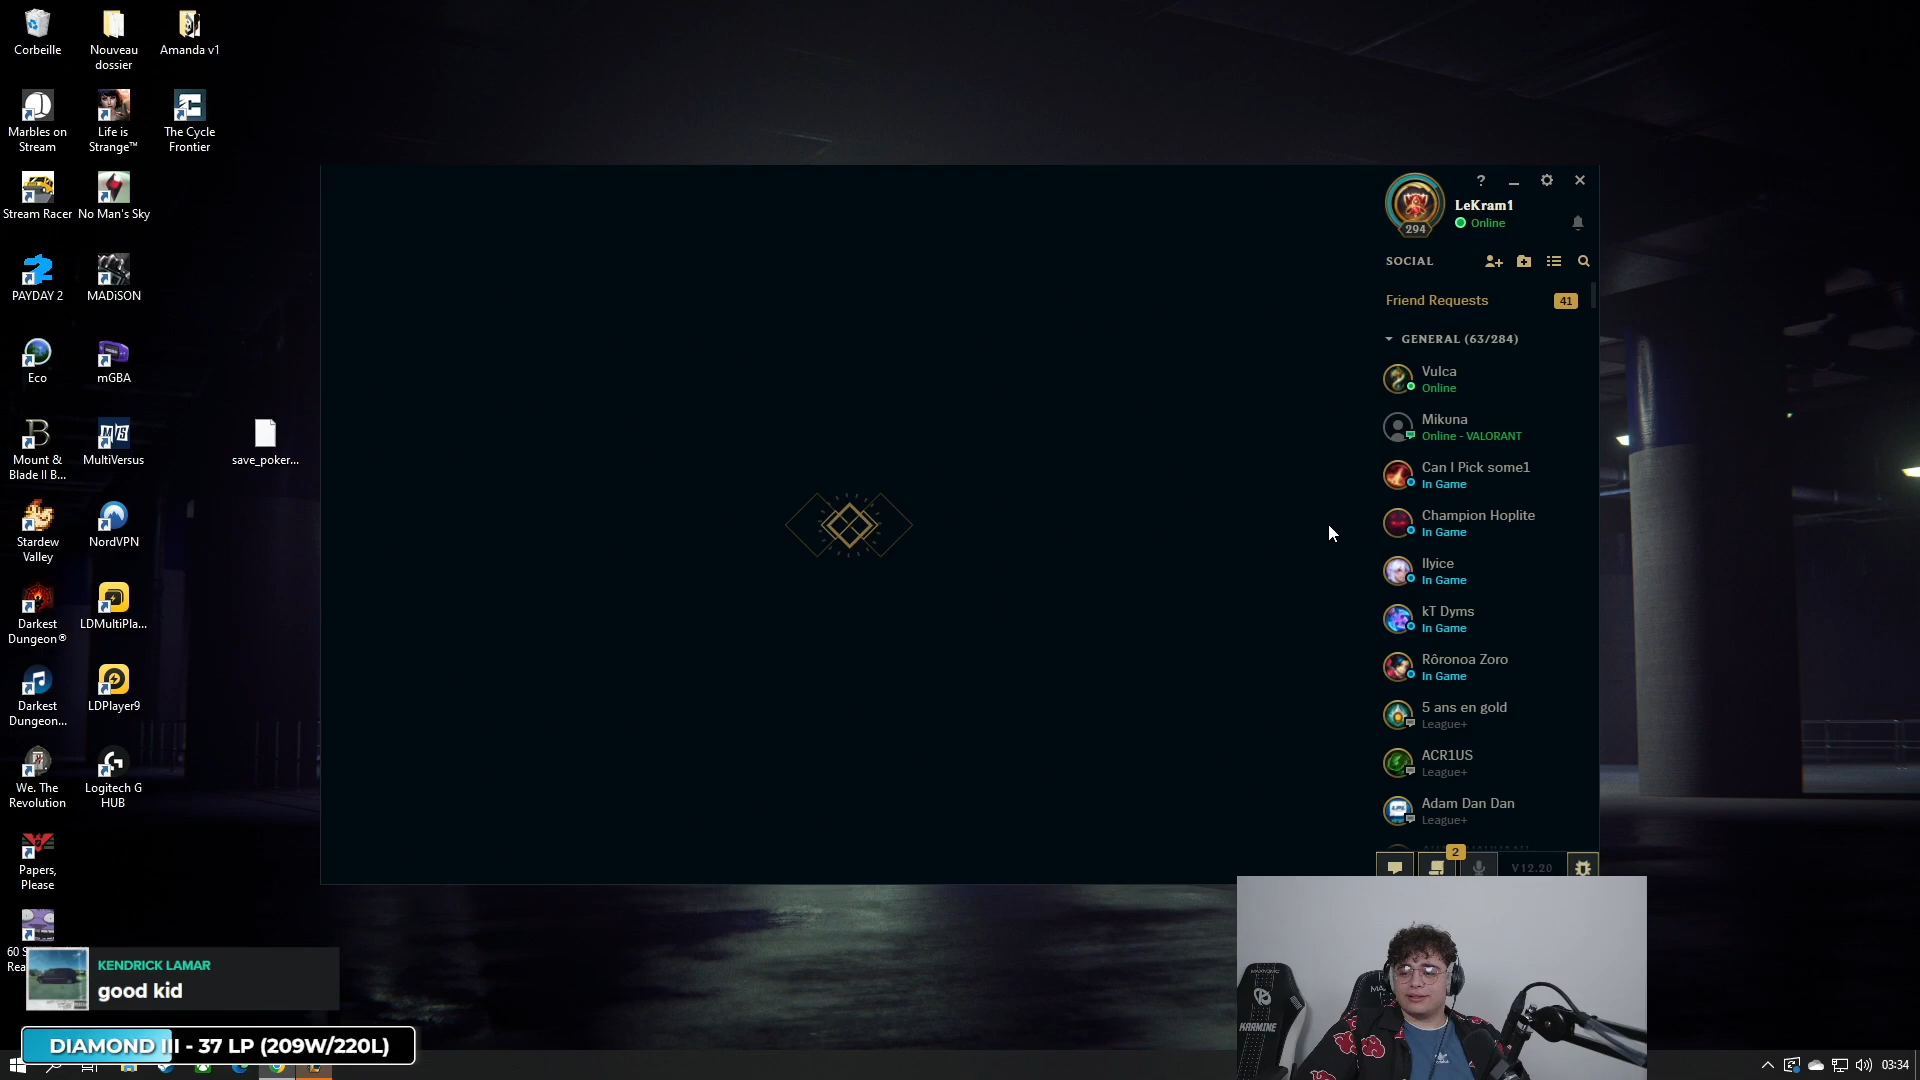 Corbeille
Nouveau
dossier
Amanda v1
Marbles on
Stream
Life is
Strange™
The Cycle
Frontier
Stream Racer
No Man's Sky
PAYDAY 2
MADiSON
Eco
mGBA
Mount &
Blade II B...
MultiVersus
save_poker...
Stardew
Valley
NordVPN
Darkest
Dungeon®
LDMultiPla...
Darkest
Dungeon...
LDPlayer9
We. The
Revolution
Logitech G
HUB
Papers,
Please
60 S
Rea
KENDRICK LAMAR
good kid
DIAMOND III - 37 LP (209W/220L)
LeKram1
294
Online
SOCIAL
Friend Requests
41
GENERAL (63/284)
Vulca
Online
Mikuna
Online - VALORANT
Can I Pick some1
In Game
Champion Hoplite
In Game
Ilyice
In Game
kT Dyms
In Game
Rôronoa Zoro
In Game
5 ans en gold
League+
ACR1US
League+
Adam Dan Dan
League+
2
V12.20
KARMINE
03:34